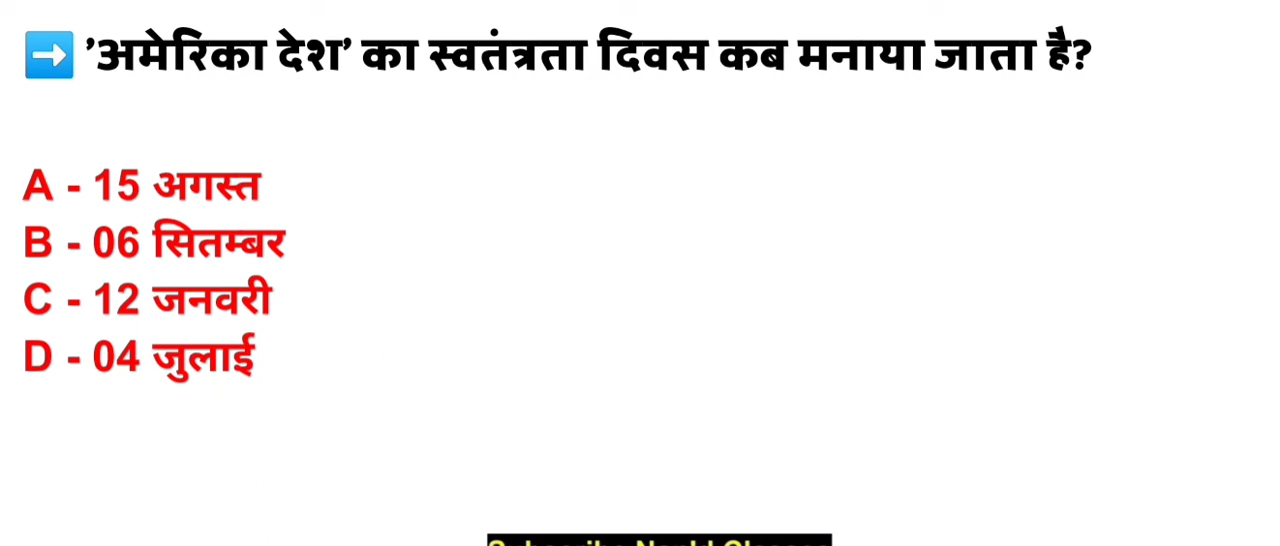 ➡️ ’अमेरिका देश’ का स्वतंत्रता दिवस कब मनाया जाता है?
A - 15 अगस्त
B - 06 सितम्बर
C - 12 जनवरी
D - 04 जुलाई